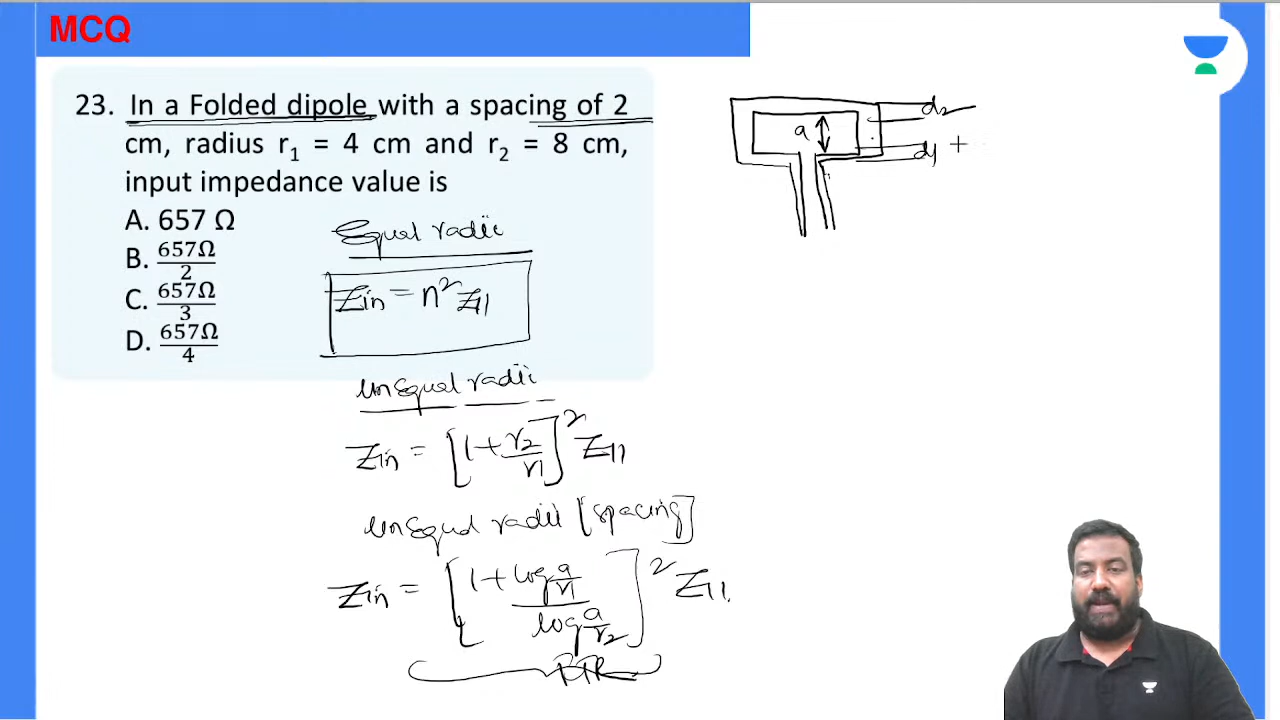 MCQ
23. In a Folded dipole with a spacing of 2
cm, radius r₁ = 4 cm and r₂ = 8 cm,
input impedance value is
A. 657 Ω
B. 657Ω/2
C. 657Ω/3
D. 657Ω/4
Equal radii
Zin = n² Z11
unequal radii
Zin = [1 + r2/r1]² Z11
unequal radii [spacing]
Zin = [1 + log a/r1 / log a/r2]² Z11
a
d2
d1 +